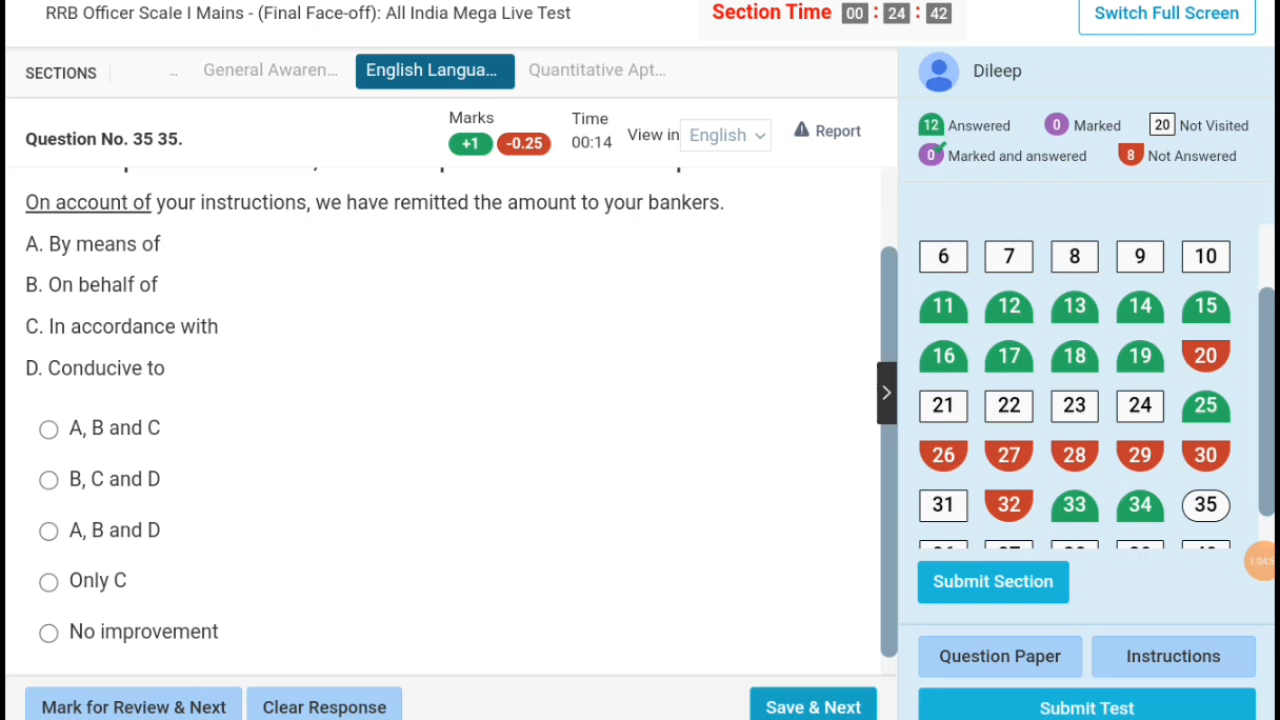 RRB Officer Scale I Mains - (Final Face-off): All India Mega Live Test
Section Time 00 : 24 : 42
Switch Full Screen
SECTIONS
...
General Awaren...
English Langua...
Quantitative Apt...
Dileep
Question No. 35 35.
Marks
+1 -0.25
Time
00:14
View in English
Report
12 Answered
0 Marked
20 Not Visited
0 Marked and answered
8 Not Answered
On account of your instructions, we have remitted the amount to your bankers.
A. By means of
B. On behalf of
C. In accordance with
D. Conducive to
A, B and C
B, C and D
A, B and D
Only C
No improvement
6 7 8 9 10
11 12 13 14 15
16 17 18 19 20
21 22 23 24 25
26 27 28 29 30
31 32 33 34 35
>
Submit Section
Question Paper
Instructions
Mark for Review & Next
Clear Response
Save & Next
Submit Test